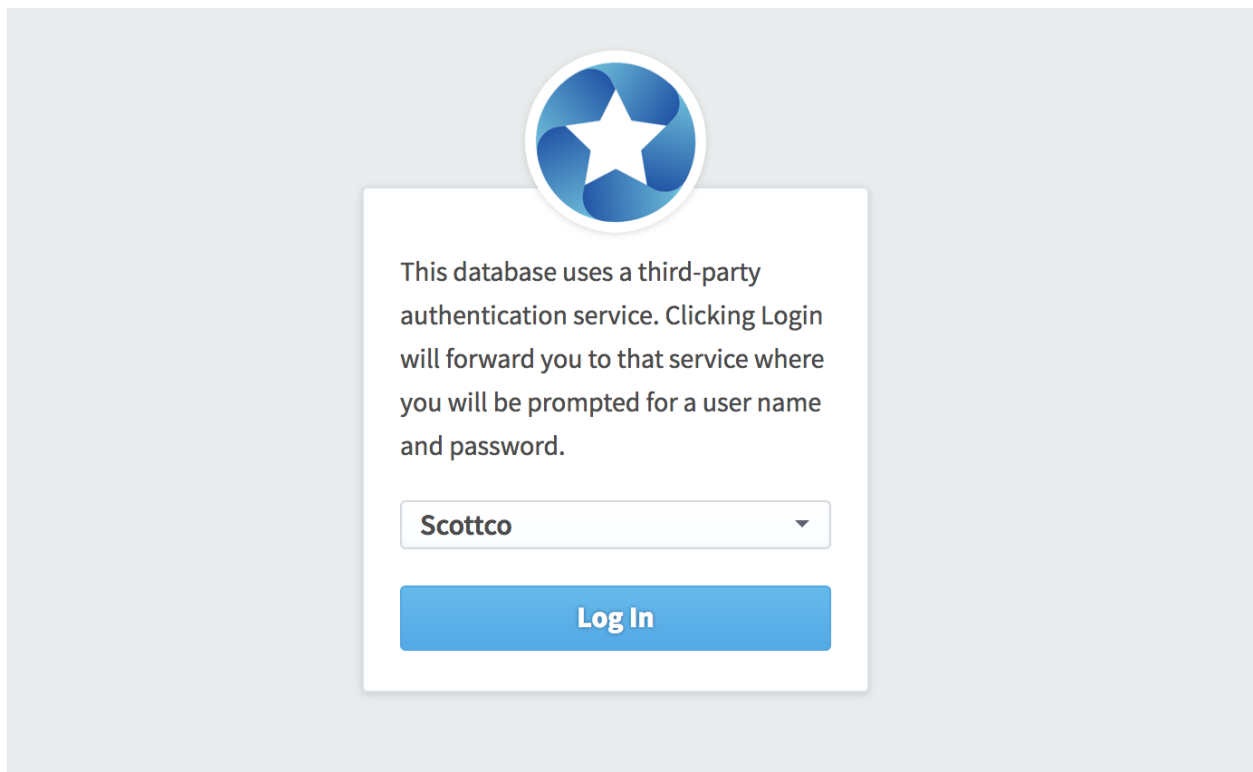 This database uses a third-party
authentication service. Clicking Login
will forward you to that service where
you will be prompted for a user name
and password.
Scottco
Log In